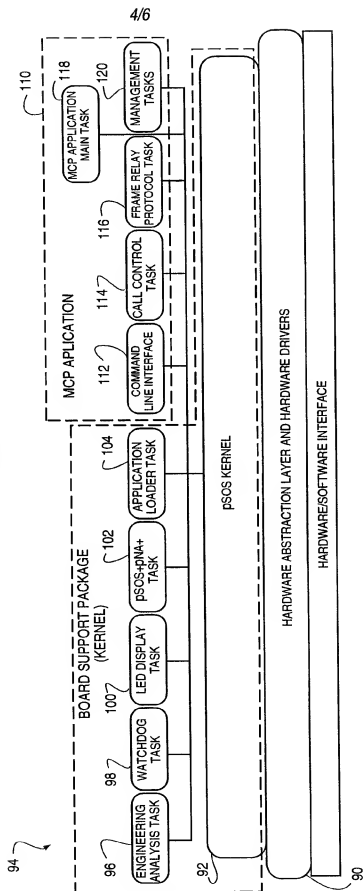 4/6
94
BOARD SUPPORT PACKAGE
(KERNEL)
MCP APLICATION
110
118
MCP APPLICATION
MAIN TASK
96
ENGINEERING
ANALYSIS TASK
98
WATCHDOG
TASK
100
LED DISPLAY
TASK
102
pSOS+pNA+
TASK
104
APPLICATION
LOADER TASK
112
COMMAND
LINE INTERFACE
114
CALL CONTROL
TASK
116
FRAME RELAY
PROTOCOL TASK
120
MANAGEMENT
TASKS
92
pSOS KERNEL
HARDWARE ABSTRACTION LAYER AND HARDWARE DRIVERS
HARDWARE/SOFTWARE INTERFACE
90